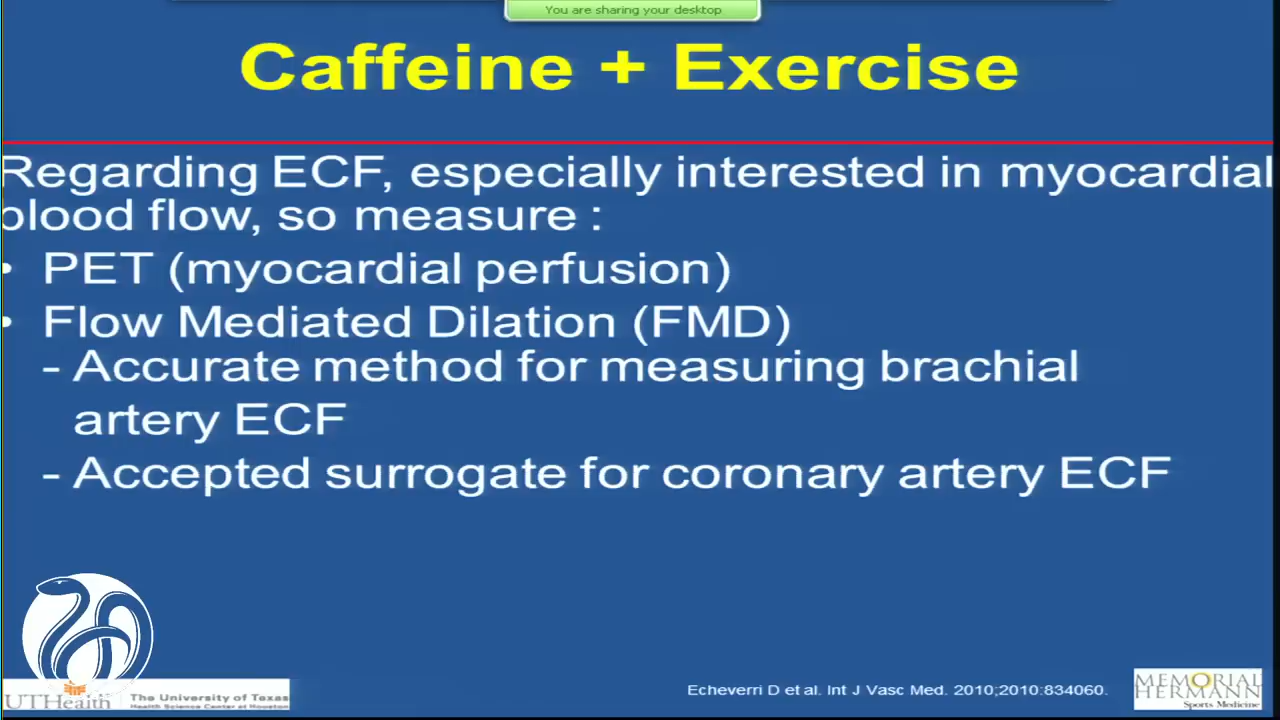 You are sharing your desktop
Caffeine + Exercise
Regarding ECF, especially interested in myocardial
blood flow, so measure :
• PET (myocardial perfusion)
• Flow Mediated Dilation (FMD)
- Accurate method for measuring brachial
artery ECF
- Accepted surrogate for coronary artery ECF
Echeverri D et al. Int J Vasc Med. 2010;2010:834060.
UTHealth
The University of Texas
Health Science Center at Houston
MEMORIAL
HERMANN
Sports Medicine